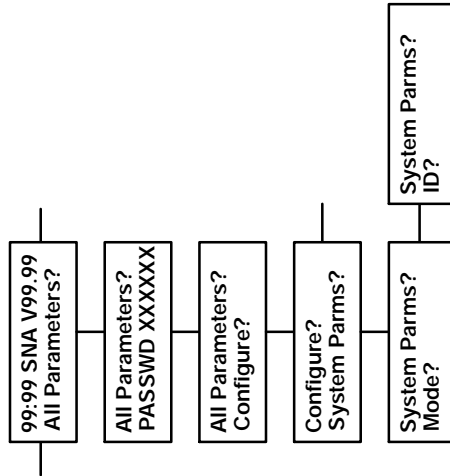 99:99 SNA V99.99
All Parameters?
All Parameters?
PASSWD XXXXXX
All Parameters?
Configure?
Configure?
System Parms?
System Parms?
Mode?
System Parms?
ID?